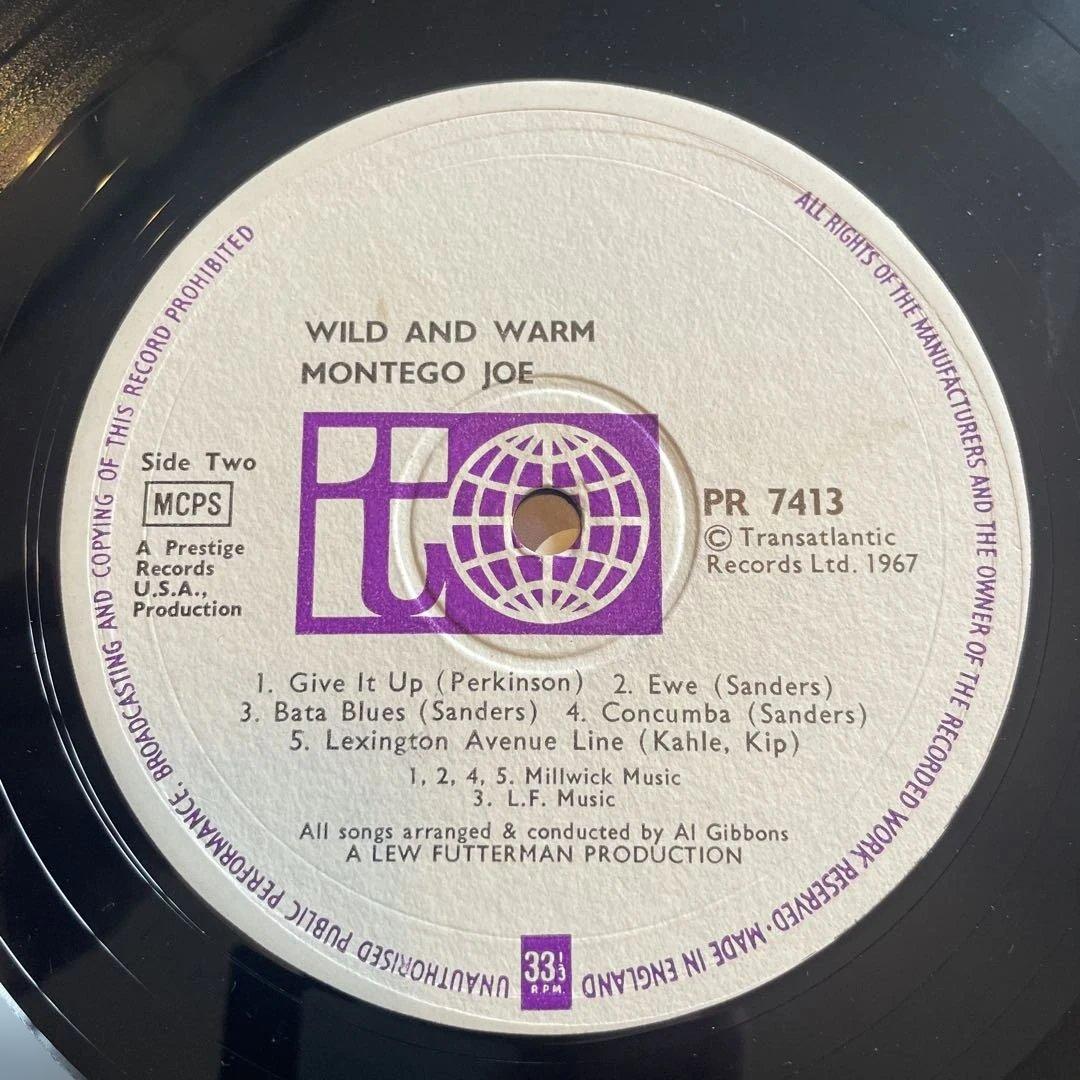 WILD AND WARM
MONTEGO JOE
t
Side Two
MCPS
A Prestige
Records
U.S.A.,
Production
PR 7413
© Transatlantic
Records Ltd. 1967
1. Give It Up (Perkinson) 2. Ewe (Sanders)
3. Bata Blues (Sanders) 4. Concumba (Sanders)
5. Lexington Avenue Line (Kahle, Kip)
1, 2, 4, 5. Millwick Music
3. L.F. Music
All songs arranged & conducted by Al Gibbons
A LEW FUTTERMAN PRODUCTION
33⅓
R.P.M.
ALL RIGHTS OF THE MANUFACTURERS AND THE OWNER OF THE RECORDED WORK RESERVED · MADE IN ENGLAND
UNAUTHORISED PUBLIC PERFORMANCE, BROADCASTING AND COPYING OF THIS RECORD PROHIBITED